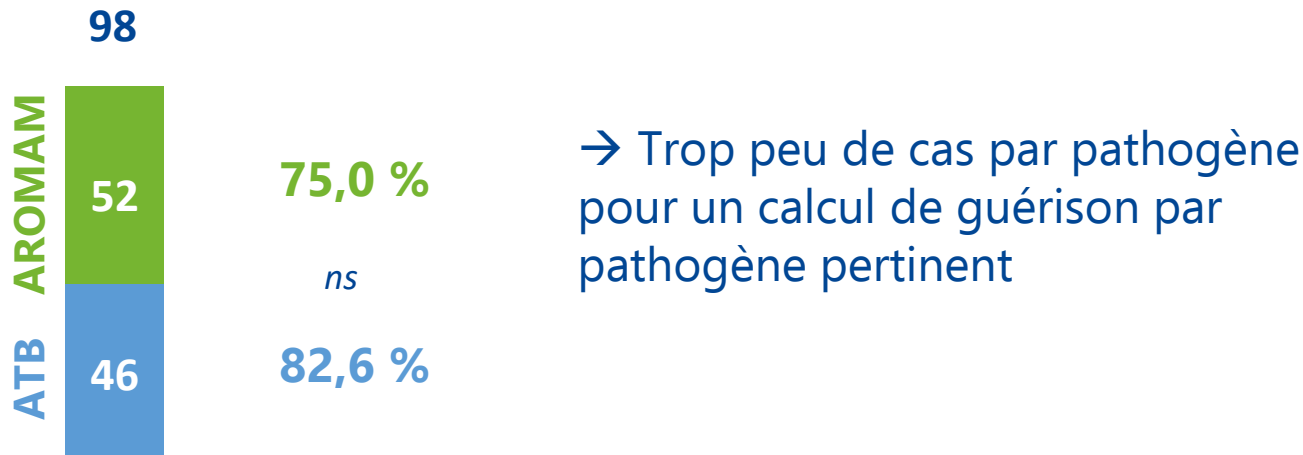 98
AROMAM
52
75,0 %
ns
ATB
46
82,6 %
→ Trop peu de cas par pathogène
pour un calcul de guérison par
pathogène pertinent